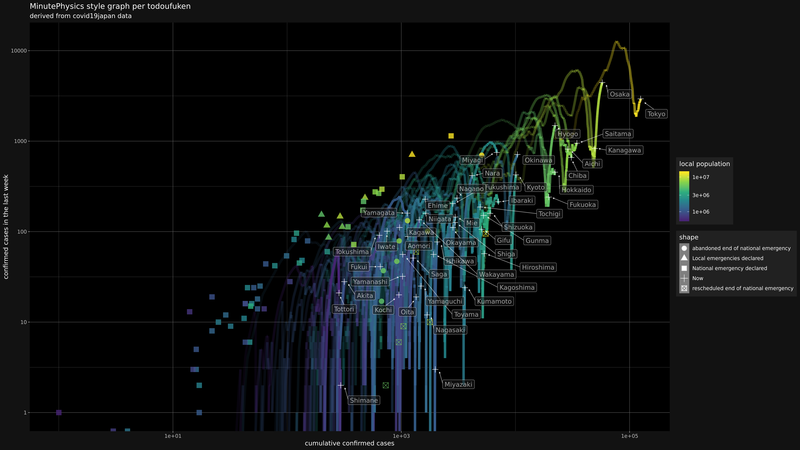 MinutePhysics style graph per todoufuken
derived from covid19japan data
10000
1000
100
10
1
1e+01
1e+03
1e+05
cumulative confirmed cases
confirmed cases in the last week
Osaka
Tokyo
Hyogo
Saitama
Kanagawa
Aichi
Chiba
Miyagi
Okinawa
Nara
Nagano
Fukushima
Kyoto
Hokkaido
Fukuoka
Ibaraki
Tochigi
Ehime
Yamagata
Niigata
Mie
Shizuoka
Kagawa
Iwate
Aomori
Okayama
Gifu
Gunma
Tokushima
Shiga
Ishikawa
Fukui
Hiroshima
Saga
Wakayama
Yamanashi
Kagoshima
Akita
Yamaguchi
Kumamoto
Tottori
Kochi
Oita
Toyama
Nagasaki
Miyazaki
Shimane
local population
1e+07
3e+06
1e+06
shape
abandoned end of national emergency
Local emergencies declared
National emergency declared
Now
rescheduled end of national emergency